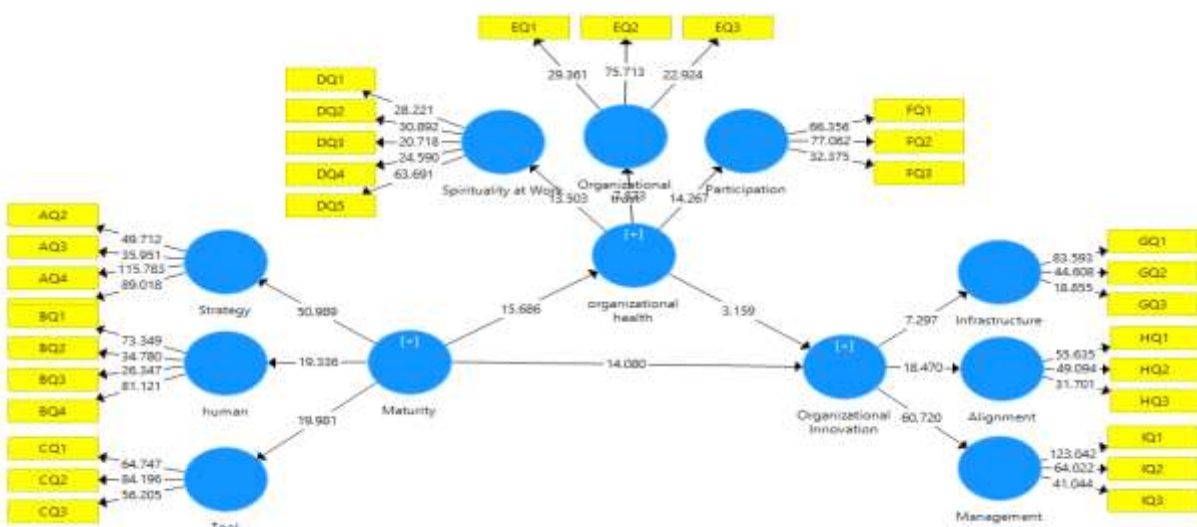 EQ1
EQ2
EQ3
29.361
75.713
22.924
DQ1
DQ2
DQ3
DQ4
DQ5
28.221
30.892
20.718
24.590
63.691
FQ1
FQ2
FQ3
66.356
77.062
32.375
Spirituality at Work
Organizational
trust
Participation
13.503
14.267
[+]
organizational
health
AQ2
AQ3
AQ4
49.712
35.951
115.763
89.018
Strategy
50.989
BQ1
BQ2
BQ3
BQ4
73.349
34.780
26.347
81.121
human
19.336
CQ1
CQ2
CQ3
64.747
84.196
56.205
19.981
[+]
Maturity
15.686
14.080
3.159
[+]
Organizational
Innovation
7.297
18.470
60.720
GQ1
GQ2
GQ3
83.593
44.608
18.855
Infrastructure
HQ1
HQ2
HQ3
55.635
49.094
31.701
Alignment
IQ1
IQ2
IQ3
123.642
64.022
41.044
Management